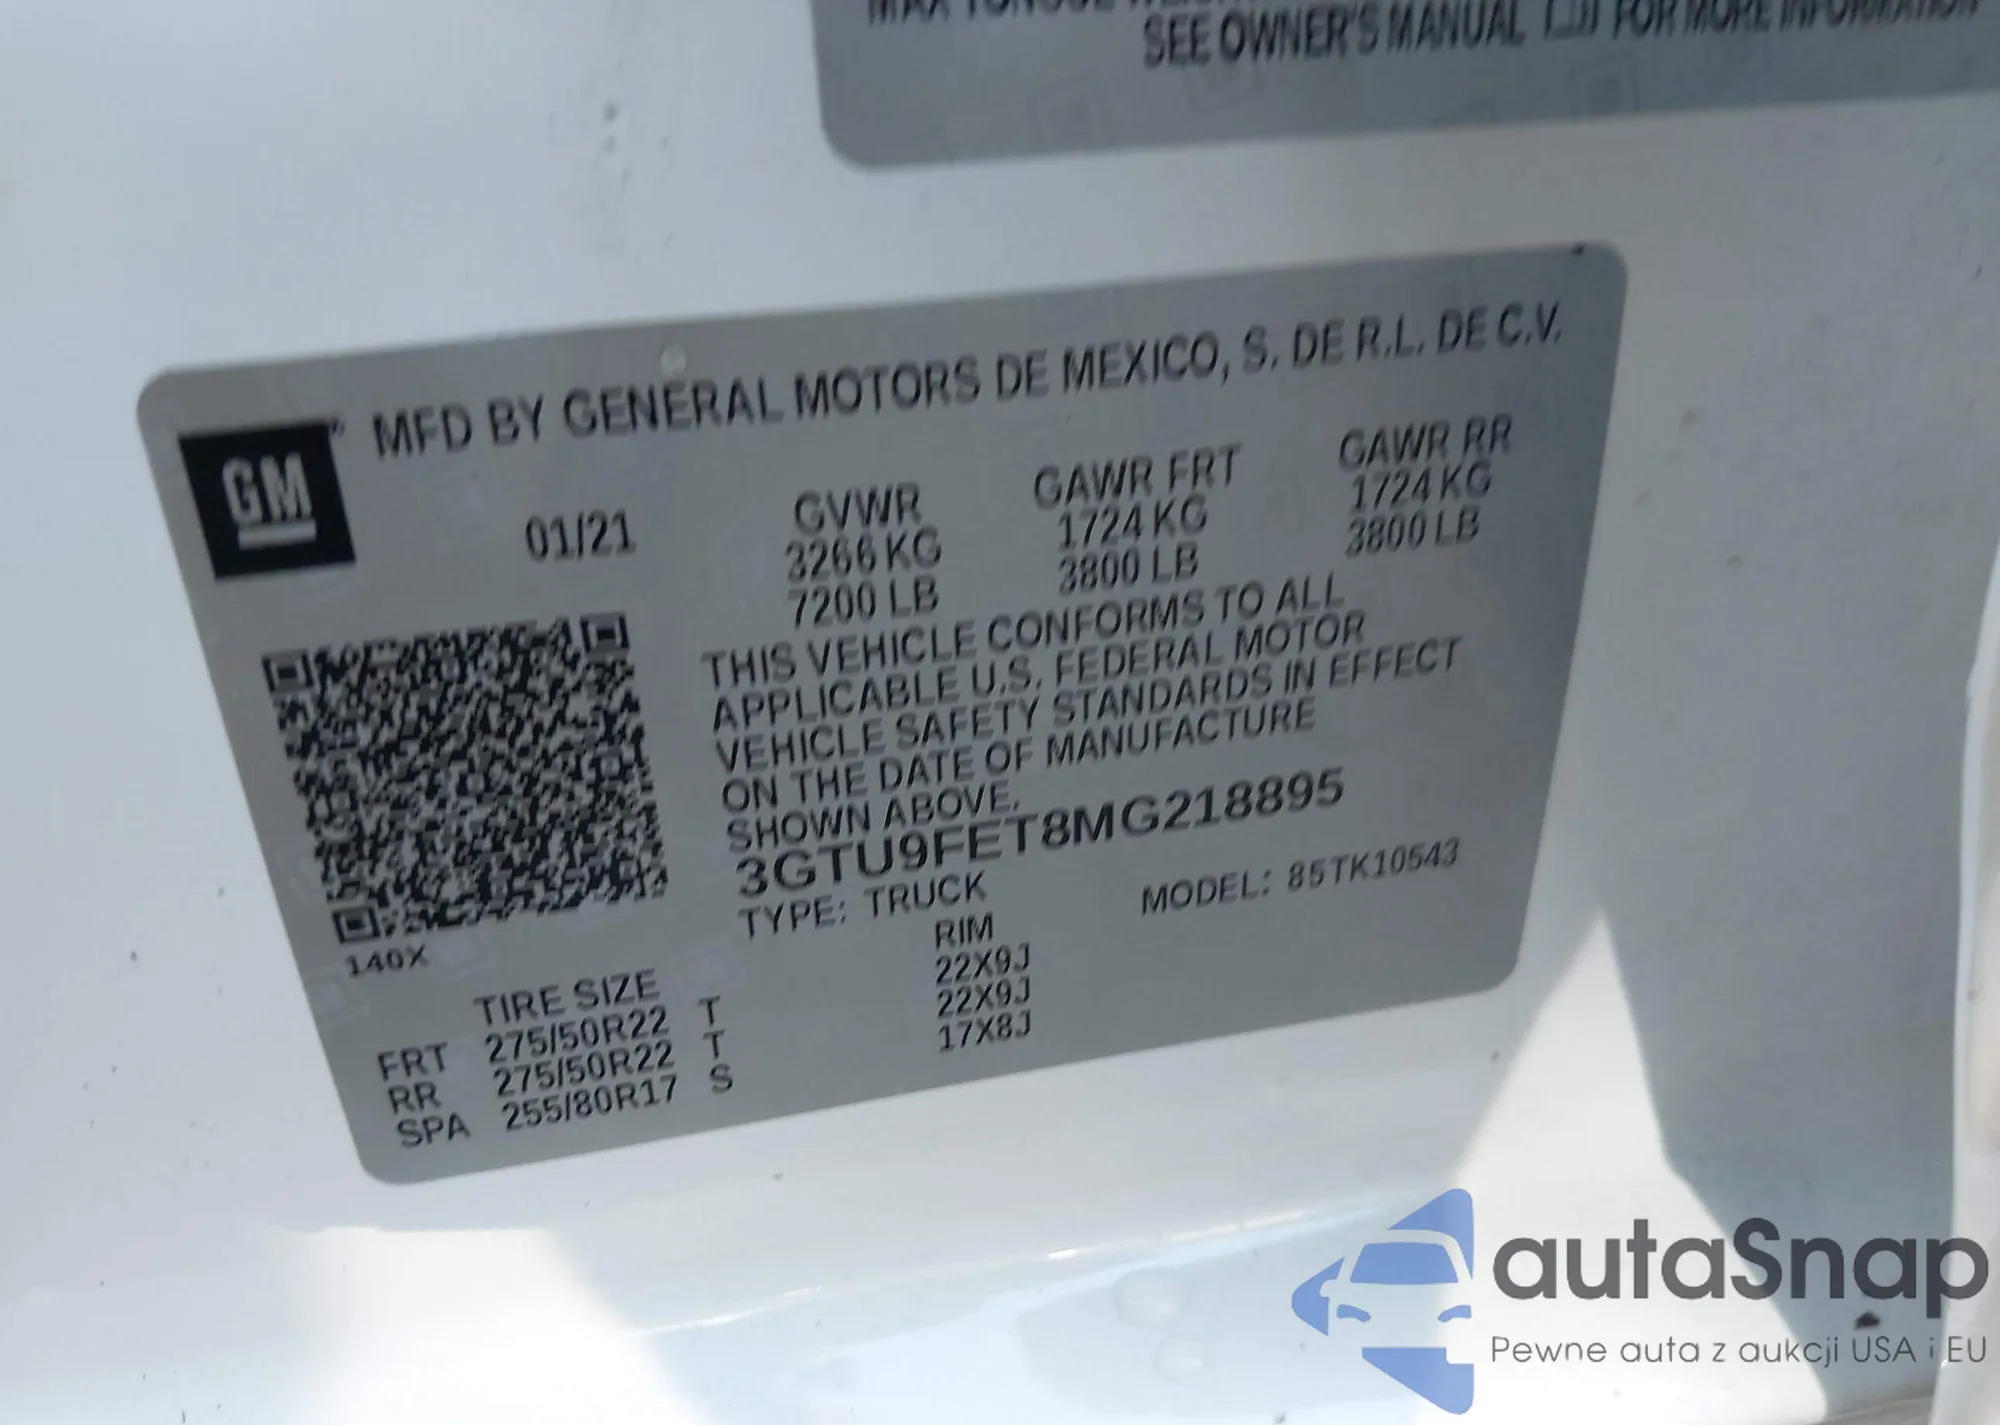 MAX TONGUE
SEE OWNER'S MANUAL FOR MORE INFORMATION
MFD BY GENERAL MOTORS DE MEXICO, S. DE R.L. DE C.V.
GM
01/21
GVWR GAWR FRT GAWR RR
3266 KG 1724 KG 1724 KG
7200 LB 3800 LB 3800 LB
THIS VEHICLE CONFORMS TO ALL
APPLICABLE U.S. FEDERAL MOTOR
VEHICLE SAFETY STANDARDS IN EFFECT
ON THE DATE OF MANUFACTURE
SHOWN ABOVE.
3GTU9FET8MG218895
TYPE: TRUCK MODEL: 85TK10543
140X
TIRE SIZE RIM
FRT 275/50R22 T 22X9J
RR 275/50R22 T 22X9J
SPA 255/80R17 S 17X8J
autaSnap
Pewne auta z aukcji USA i EU